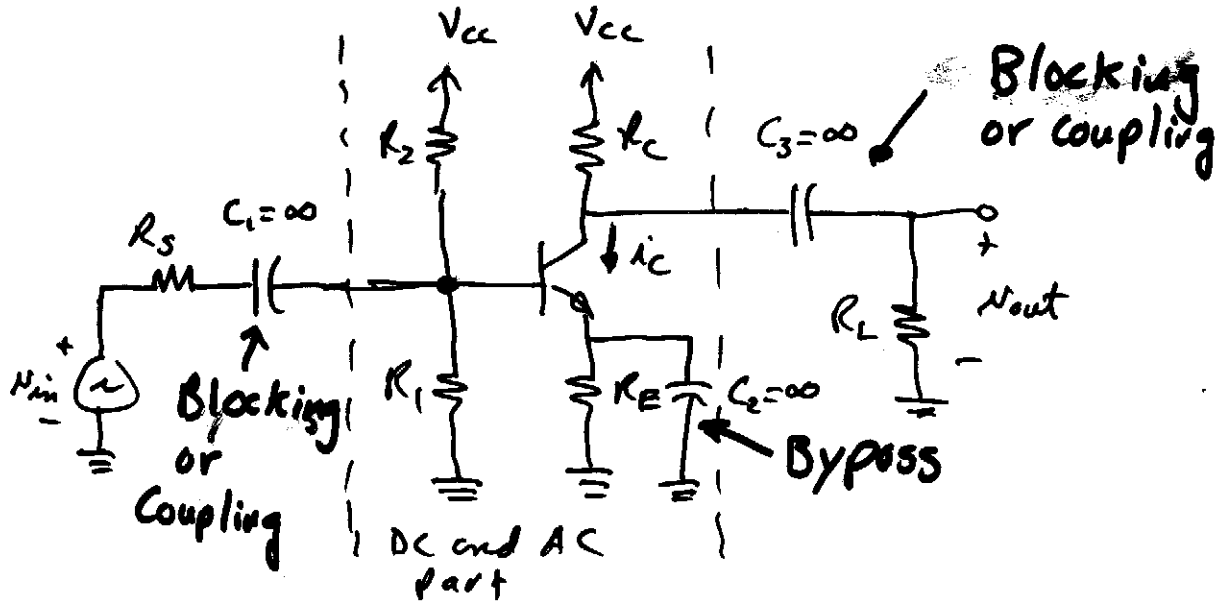 Vcc
Vcc
Blocking
or coupling
R2
RC
C3=∞
C1=∞
RS
iC
+
vout
RL
−
+
vin
−
Blocking
or
Coupling
R1
RE
C2=∞
Bypass
DC and AC
part